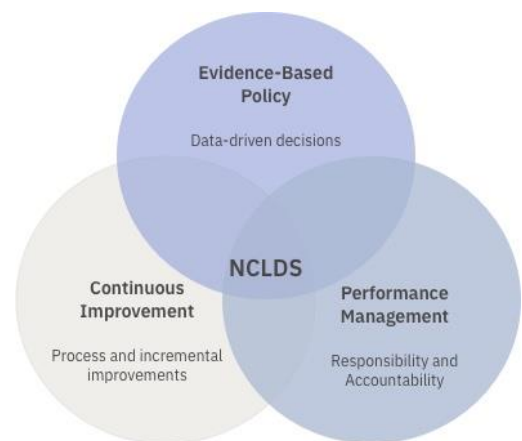 Evidence-Based
Policy
Data-driven decisions
NCLDS
Continuous
Improvement
Process and incremental
improvements
Performance
Management
Responsibility and
Accountability